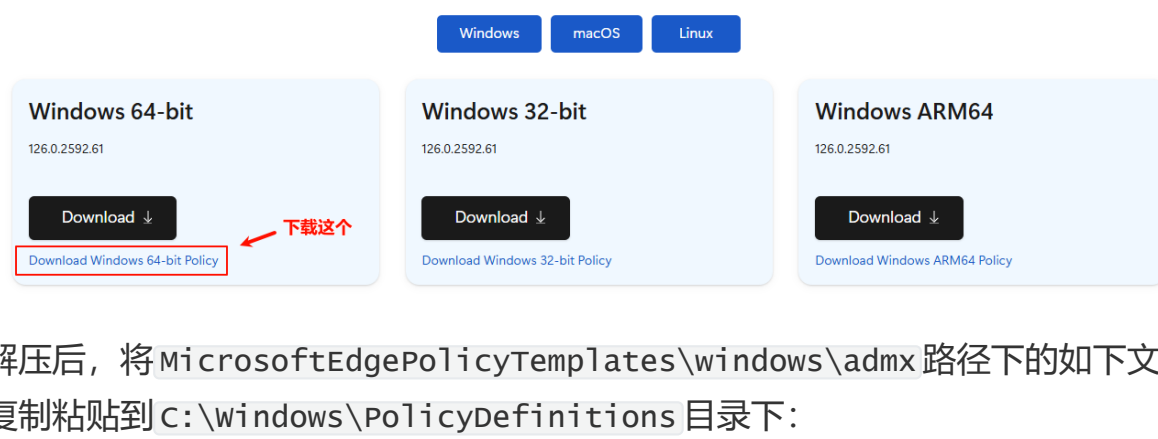 Windows
macOS
Linux
Windows 64-bit
126.0.2592.61
Download ↓
下载这个
Download Windows 64-bit Policy
Windows 32-bit
126.0.2592.61
Download ↓
Download Windows 32-bit Policy
Windows ARM64
126.0.2592.61
Download ↓
Download Windows ARM64 Policy
解压后，将MicrosoftEdgePolicyTemplates\windows\admx路径下的如下文
复制粘贴到C:\Windows\PolicyDefinitions目录下：